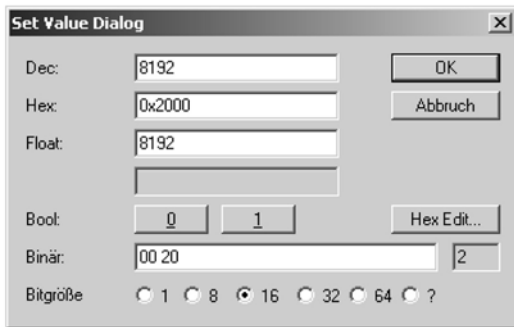 Set Value Dialog
Dec: 8192 OK
Hex: 0x2000 Abbruch
Float: 8192
Bool: 0 1 Hex Edit...
Binär: 00 20 2
Bitgröße 1 8 16 32 64 ?